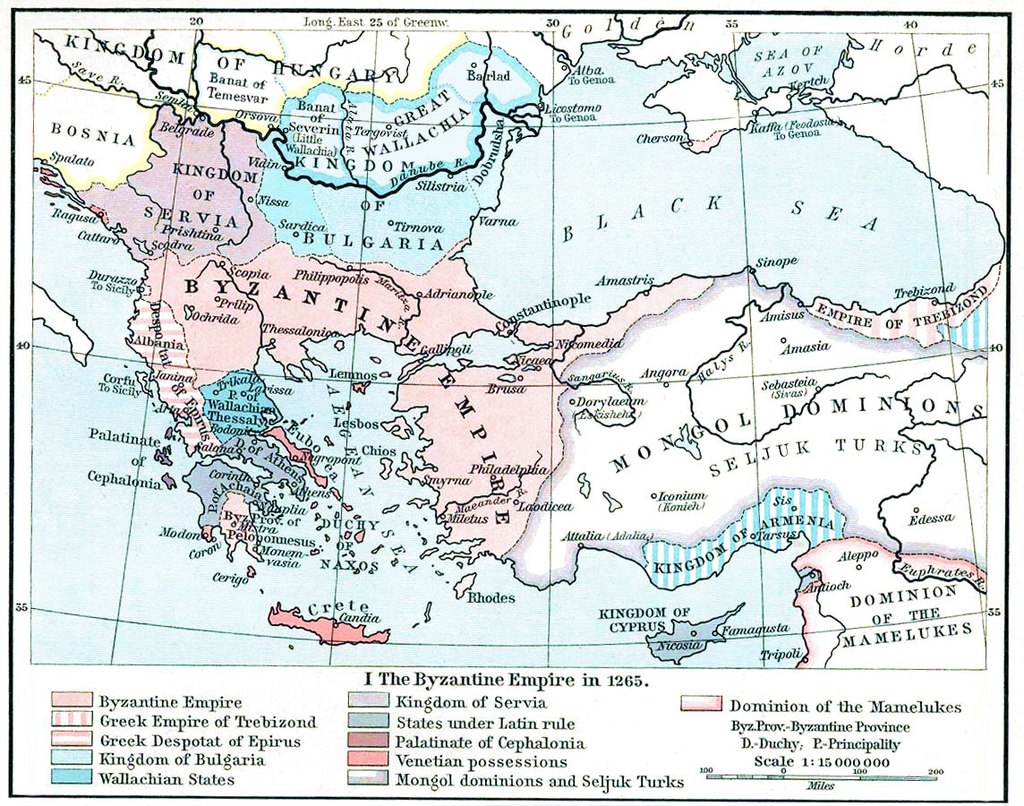 20
Long. East 25 of Greenw.
30
35
40
Golden Horde
KINGDOM OF HUNGARY
SEA OF
AZOV
Kertch
45
45
Save R.
Semlin
Belgrade
Banat of
Temesvar
Orsova
Banat
of
Severin
(Little
Wallachia)
Aluta R.
Tergovist
GREAT
WALLACHIA
Barlad
Alba
To Genoa
Licostomo
To Genoa
Cherson
Kaffa (Feodosia)
To Genoa
BOSNIA
Spalato
Ragusa
Cattaro
KINGDOM
OF
SERVIA
Prishtina
Scodra
Nissa
Vidin
KINGDOM
OF
BULGARIA
Danube R.
Silistria
Dobrudsha
Sardica
Tirnova
Varna
BLACK SEA
Durazzo
To Sicily
Scopia
BYZANTINE
EMPIRE
Prilip
Ochrida
Philippopolis
Maritza R.
Adrianople
Constantinople
Amastris
Sinope
Trebizond
EMPIRE OF TREBIZOND
Amisus
Amasia
Despotat of Epirus
Albania
Janina
Thessalonica
Gallipoli
Nicomedia
Nicaea
Brusa
Sangarius R.
Angora
Halys R.
Sebasteia
(Sivas)
40
40
Corfu
To Sicily
Trikala
Larissa
P. of
Wallachian
Thessaly
Bodonitza
Salona
D. of Athens
Lemnos
Lesbos
AEGEAN SEA
Chios
Euboea
Negropont
Dorylaeum
Eskishehr
MONGOL DOMINIONS
SELJUK TURKS
Palatinate
of
Cephalonia
Corinth
P. of Achaia
Athens
Nauplia
Byz. Prov. of
Mistra
Peloponnesus
Modon
Coron
Monem-
vasia
Cerigo
DUCHY
OF
NAXOS
Smyrna
Philadelphia
Maeander R.
Miletus
Laodicea
Iconium
(Konieh)
Attalia (Adalia)
Sis
KINGDOM OF ARMENIA
Tarsus
Edessa
Aleppo
Euphrates R.
Antioch
DOMINION
OF THE
MAMELUKES
Tripoli
Rhodes
Crete
Candia
KINGDOM OF
CYPRUS
Famagusta
Nicosia
35
35
I The Byzantine Empire in 1265.
Byzantine Empire
Greek Empire of Trebizond
Greek Despotat of Epirus
Kingdom of Bulgaria
Wallachian States
Kingdom of Servia
States under Latin rule
Palatinate of Cephalonia
Venetian possessions
Mongol dominions and Seljuk Turks
Dominion of the Mamelukes
Byz.Prov.-Byzantine Province
D.-Duchy; P.-Principality
Scale 1:15000000
100 0 100 200
Miles